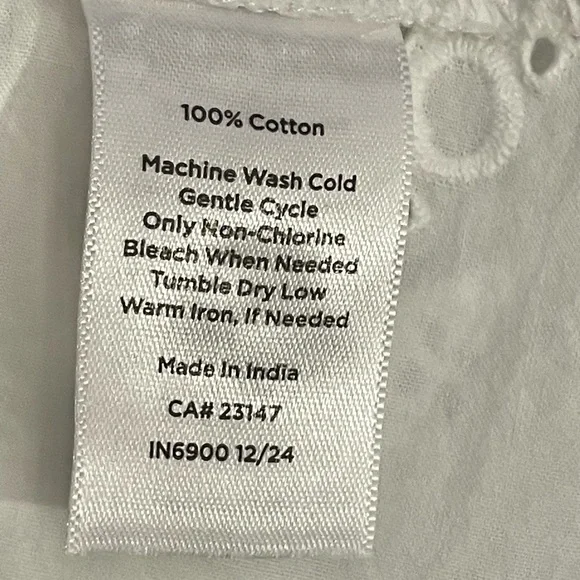 100% Cotton
Machine Wash Cold
Gentle Cycle
Only Non-Chlorine
Bleach When Needed
Tumble Dry Low
Warm Iron, If Needed
Made In India
CA# 23147
IN6900 12/24